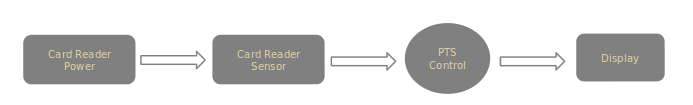 Card Reader
Power
Card Reader
Sensor
PTS
Control
Display